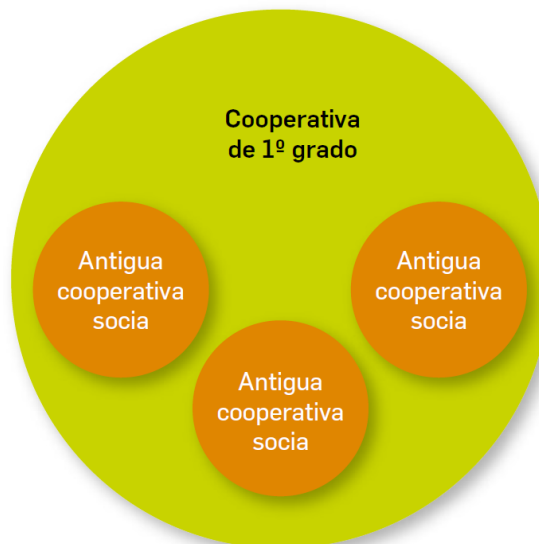 Cooperativa
de 1º grado
Antigua
cooperativa
socia
Antigua
cooperativa
socia
Antigua
cooperativa
socia